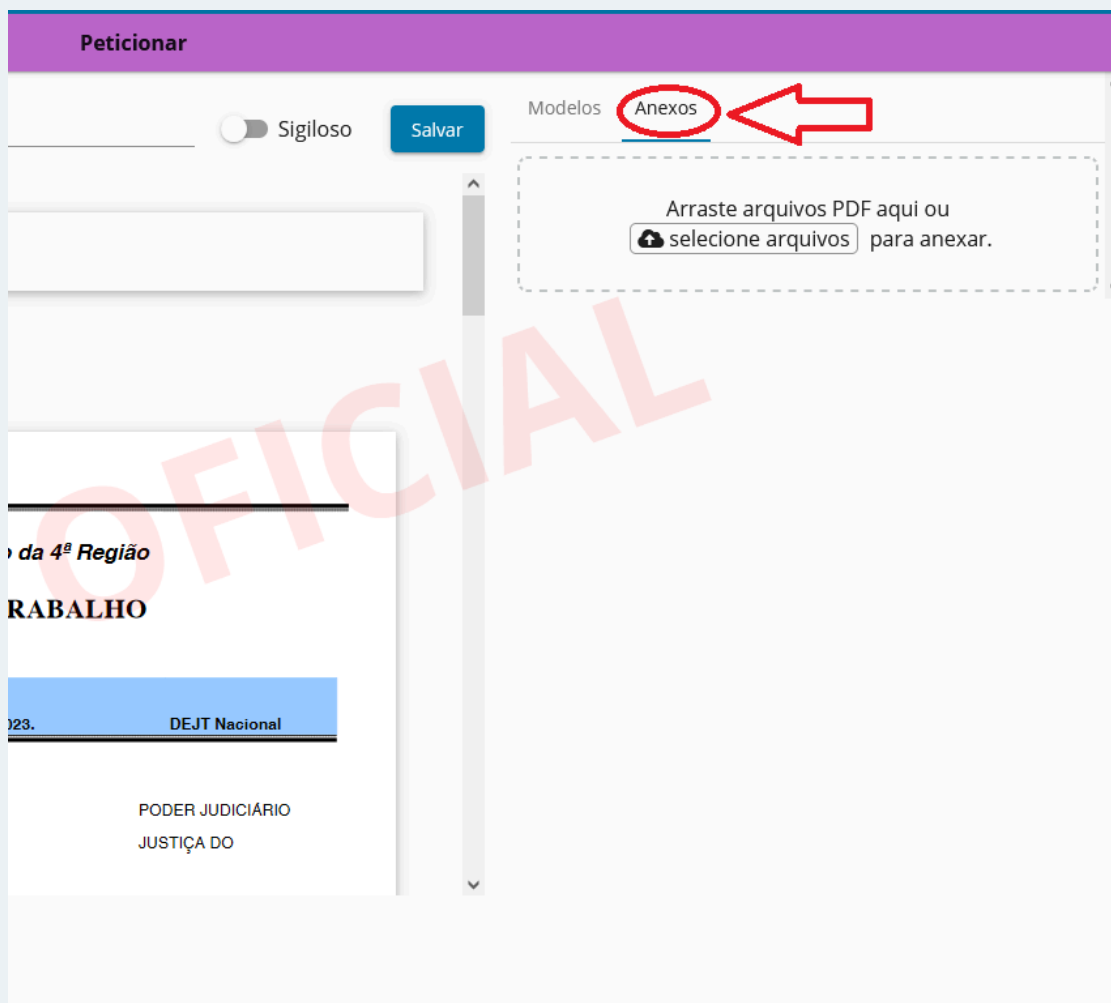 Peticionar
Sigiloso
Salvar
Modelos
Anexos
Arraste arquivos PDF aqui ou
selecione arquivos para anexar.
OFICIAL
da 4ª Região
RABALHO
023.
DEJT Nacional
PODER JUDICIÁRIO
JUSTIÇA DO